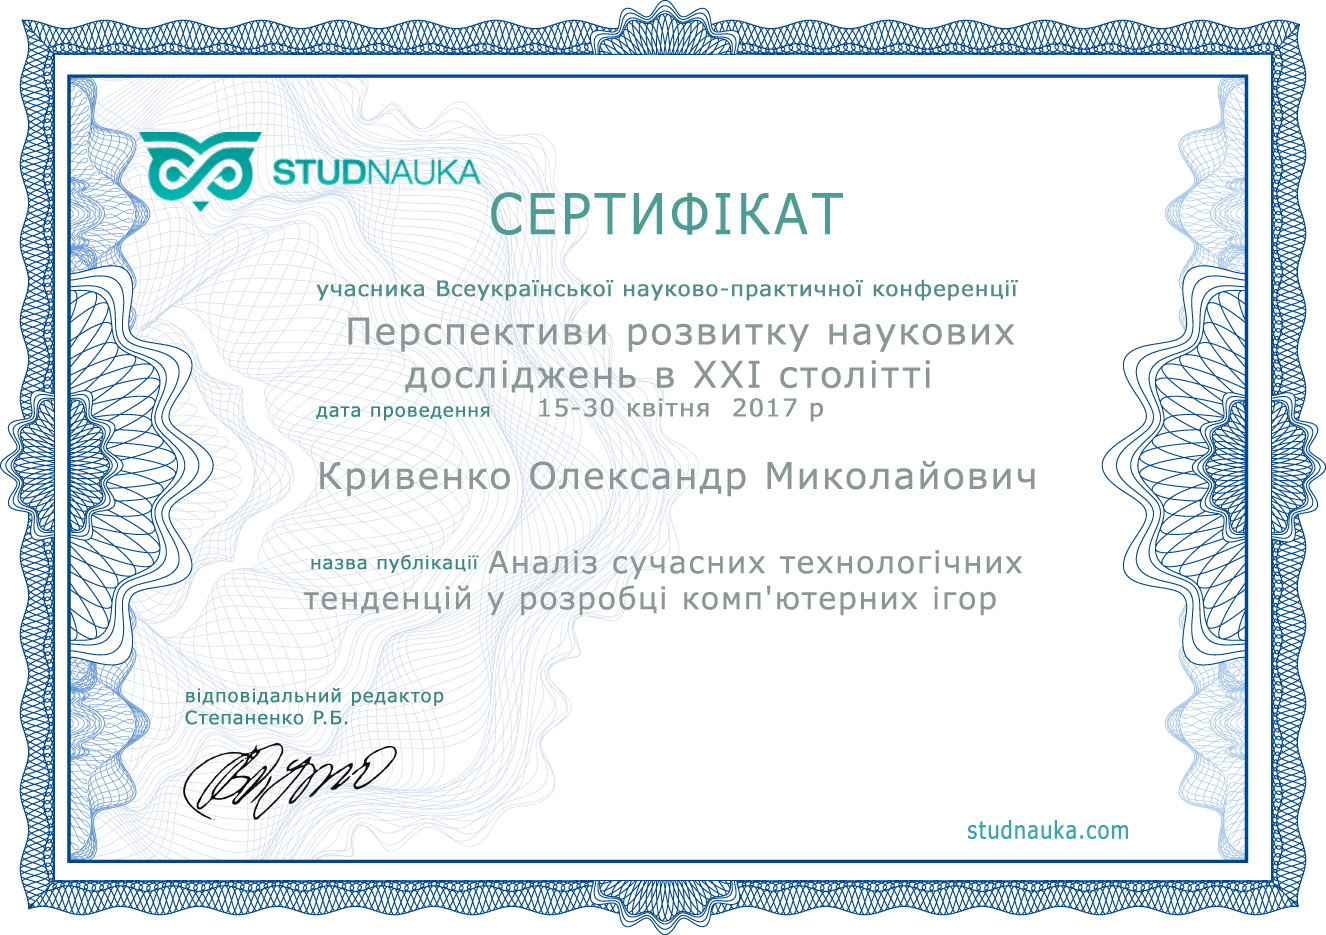 STUDNAUKA
СЕРТИФІКАТ
учасника Всеукраїнської науково-практичної конференції
Перспективи розвитку наукових
досліджень в XXI столітті
дата проведення 15-30 квітня 2017 р
Кривенко Олександр Миколайович
назва публікації Аналіз сучасних технологічних
тенденцій у розробці комп'ютерних ігор
відповідальний редактор
Степаненко Р.Б.
studnauka.com